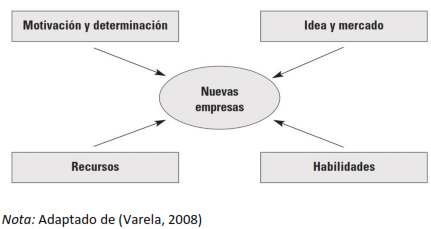 Motivación y determinación
Idea y mercado
Nuevas
empresas
Recursos
Habilidades
Nota: Adaptado de (Varela, 2008)